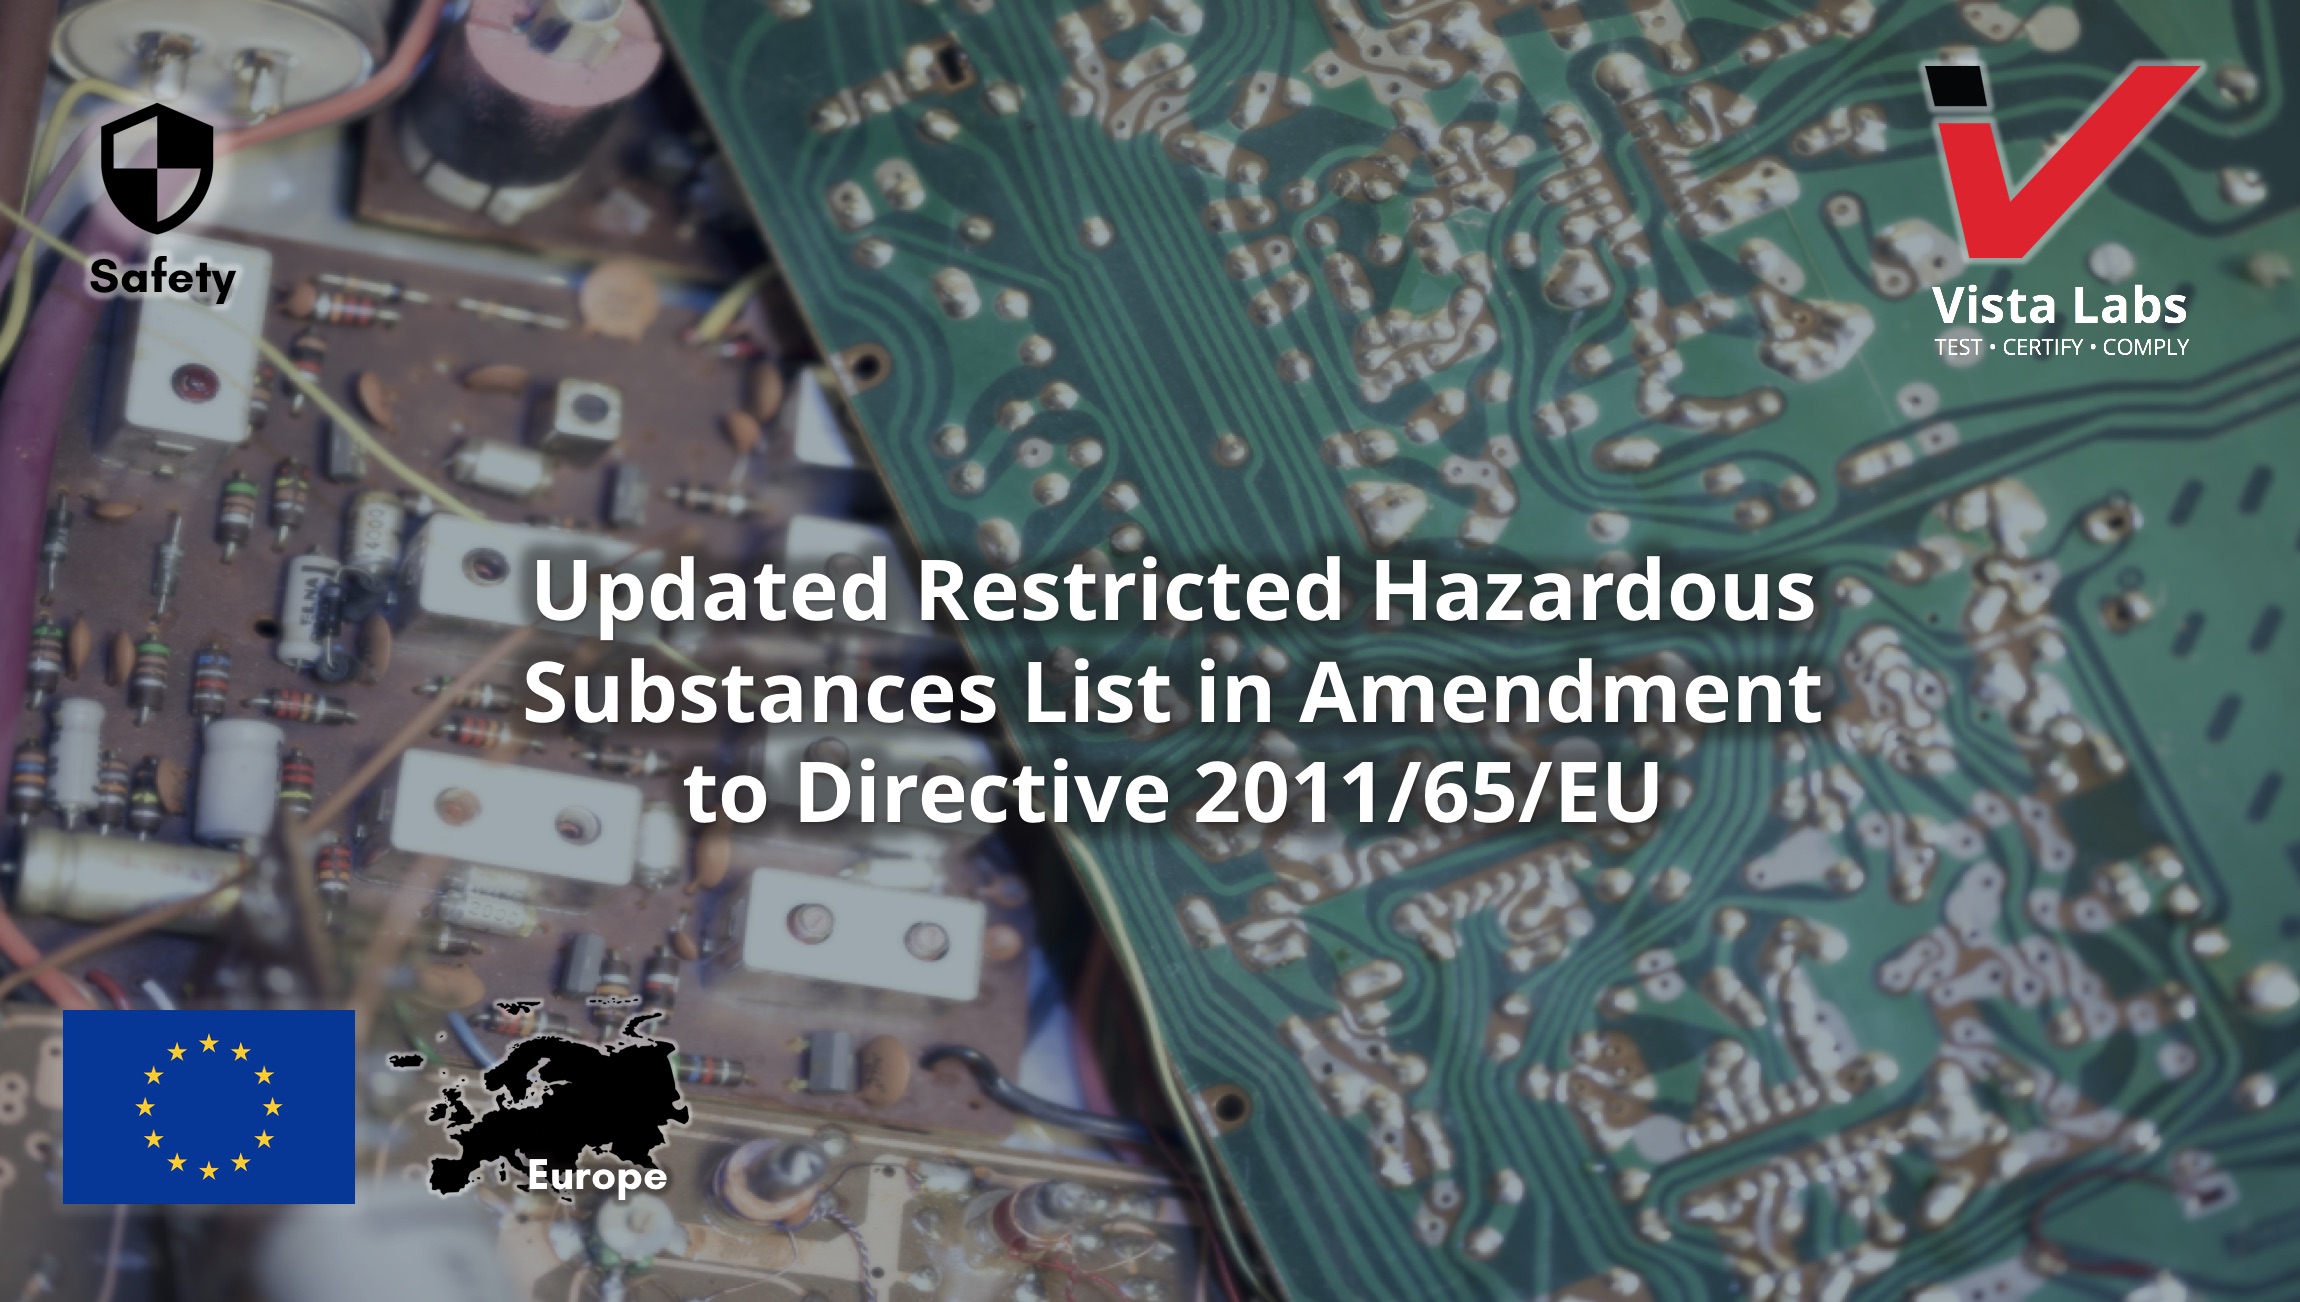 Safety
Vista Labs
TEST • CERTIFY • COMPLY
Updated Restricted Hazardous
Substances List in Amendment
to Directive 2011/65/EU
Europe